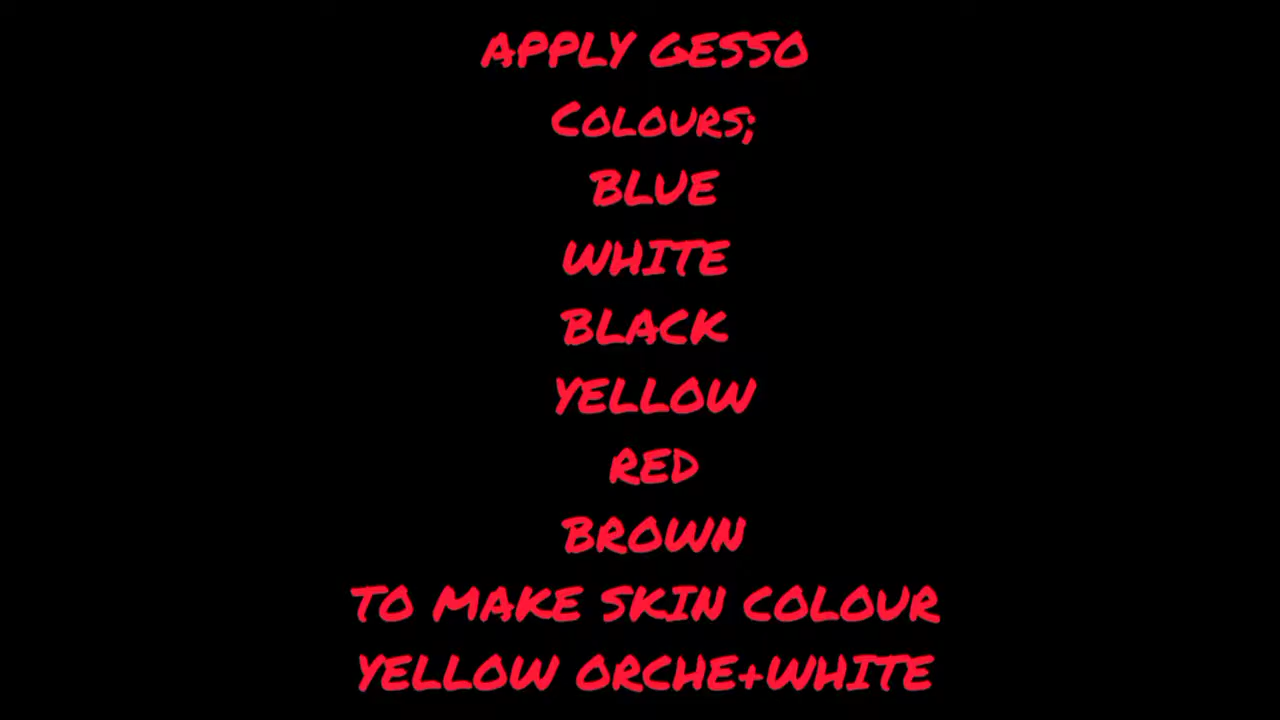 APPLY GESSO
COLOURS;
BLUE
WHITE
BLACK
YELLOW
RED
BROWN
TO MAKE SKIN COLOUR
YELLOW ORCHE+WHITE